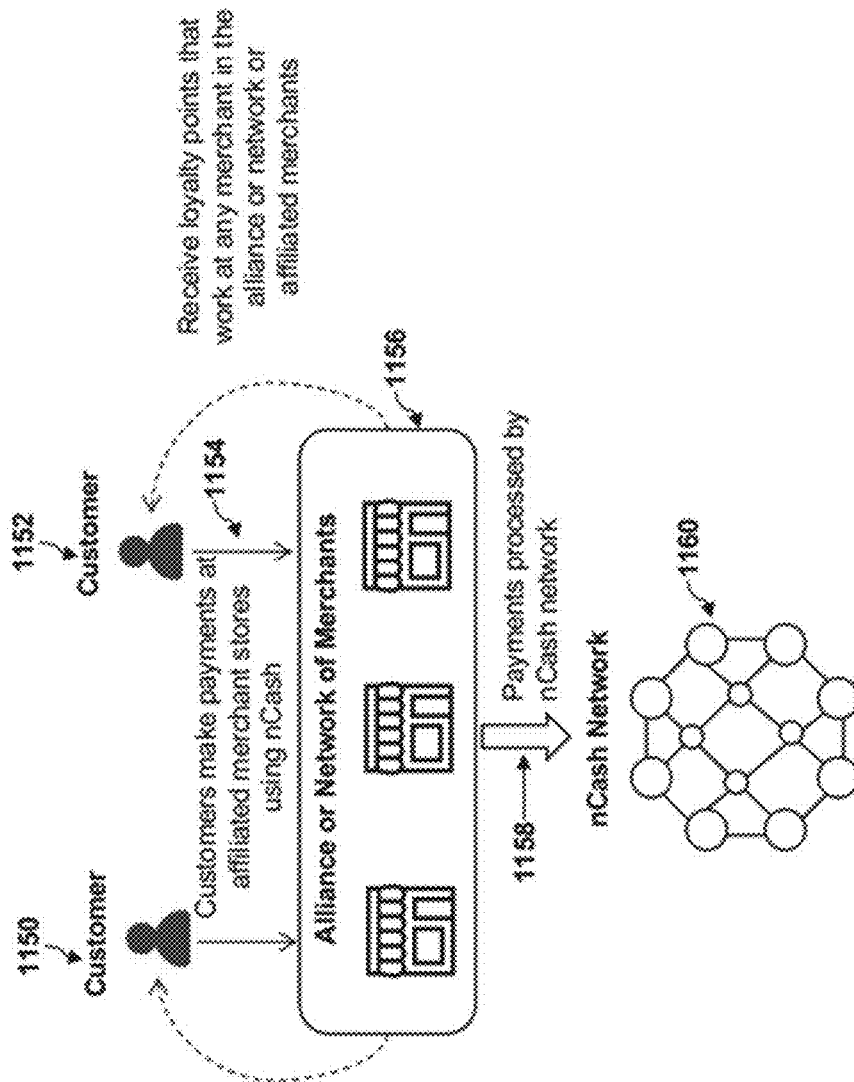 1150
Customer
1152
Customer
Customers make payments at
affiliated merchant stores
using nCash
1154
Receive loyalty points that
work at any merchant in the
alliance or network or
affiliated merchants
1156
Alliance or Network of Merchants
1158
Payments processed by
nCash network
nCash Network
1160